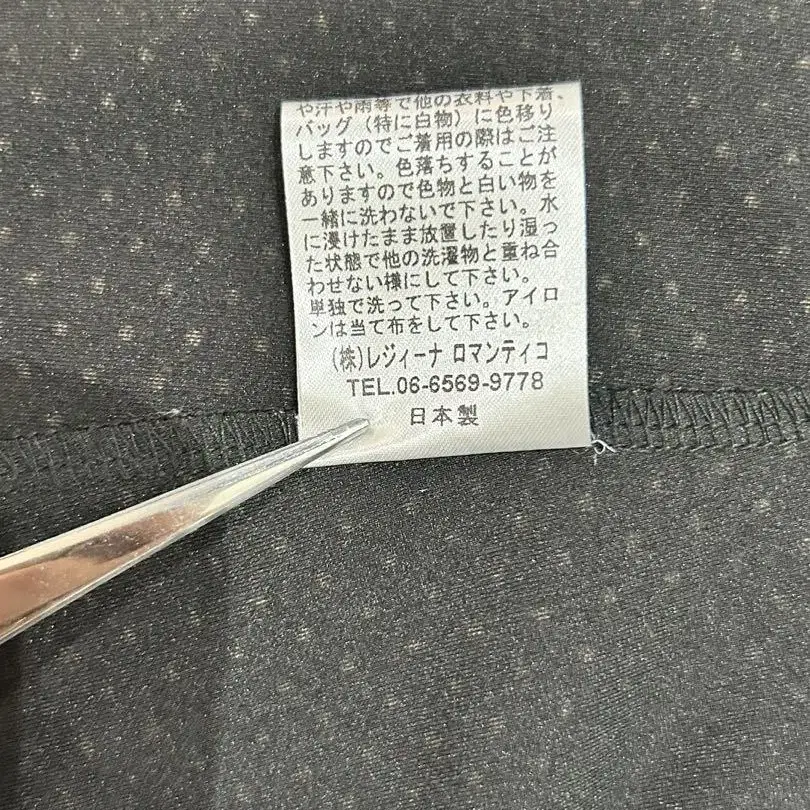 や汗や雨等で他の衣料や下着、
バッグ（特に白物）に色移り
しますのでご着用の際はご注
意下さい。色落ちすることが
ありますので色物と白い物を
一緒に洗わないで下さい。水
に浸けたまま放置したり湿っ
た状態で他の洗濯物と重ね合
わせない様にして下さい。
単独で洗って下さい。アイロ
ンは当て布をして下さい。
(株)レジィーナ ロマンティコ
TEL.06-6569-9778
日本製